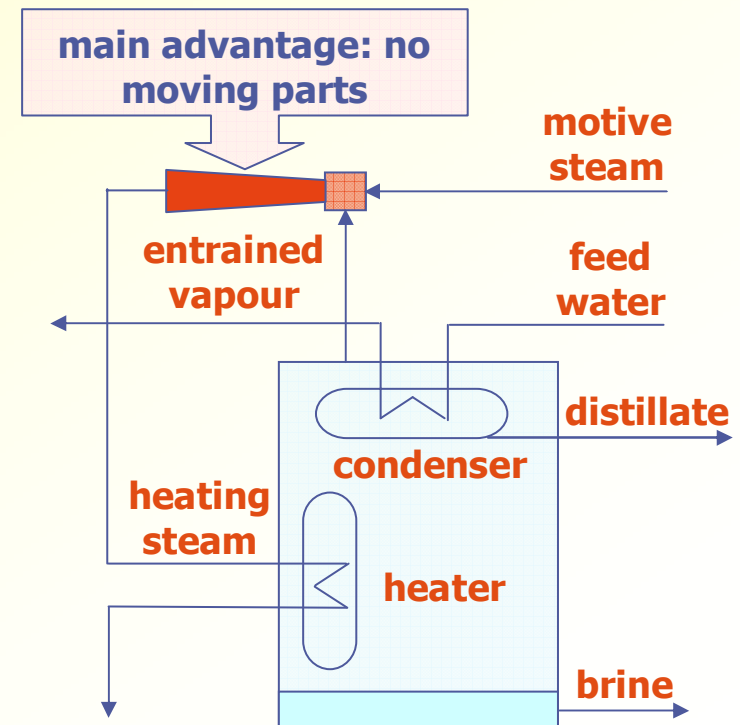 main advantage: no
moving parts
motive
steam
entrained
vapour
feed
water
distillate
condenser
heating
steam
heater
brine